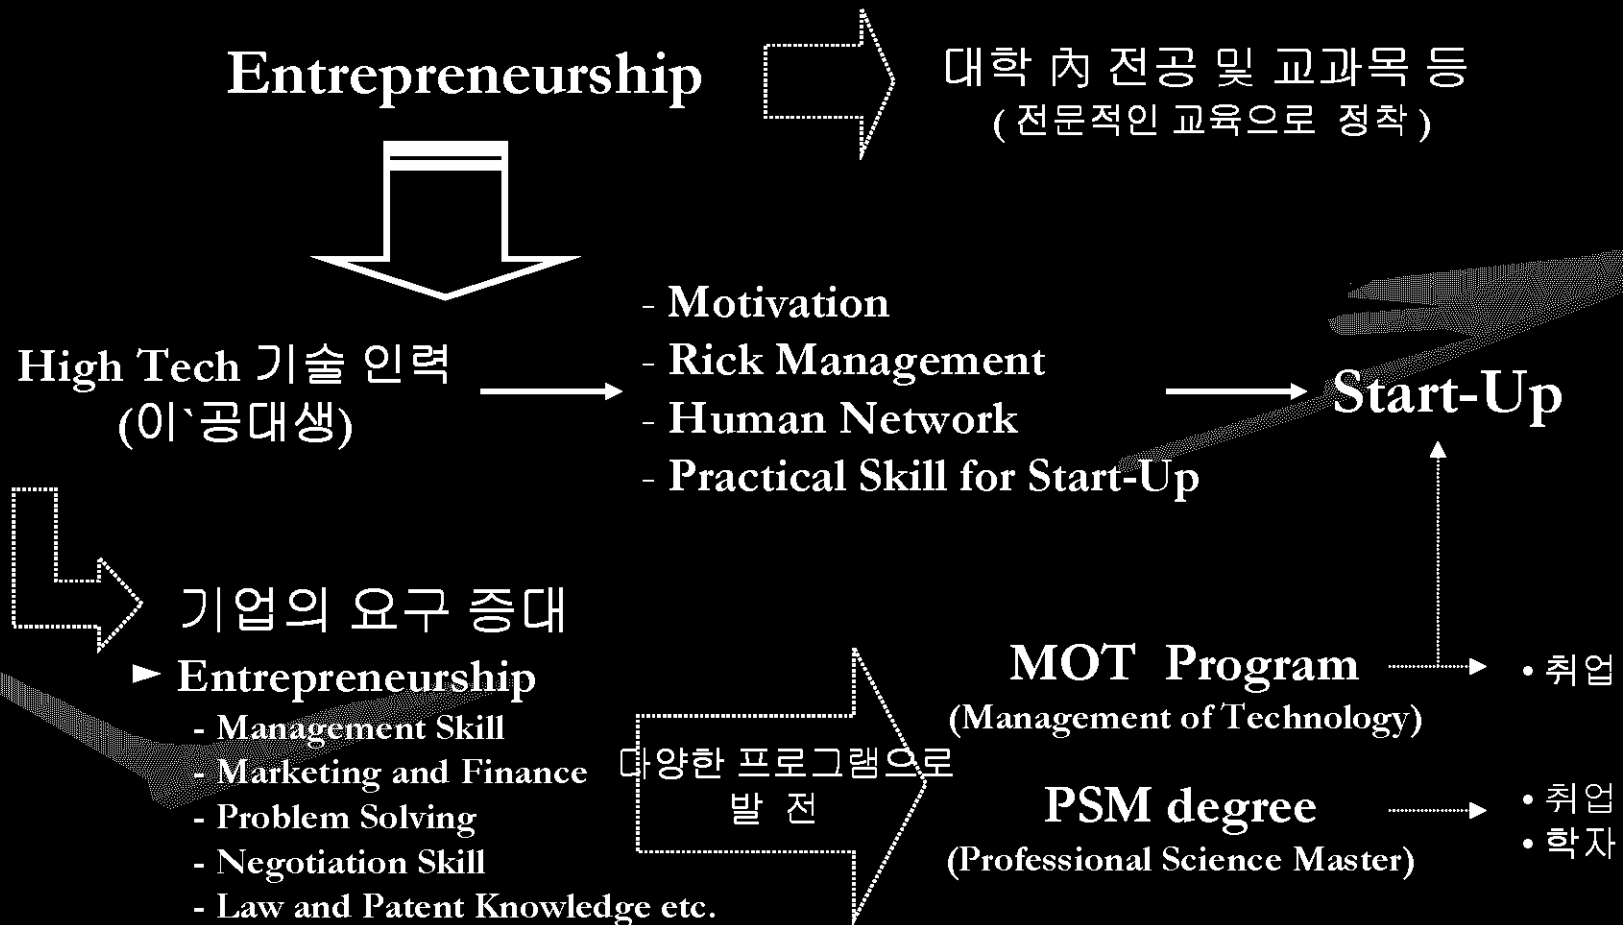 Entrepreneurship
대학 內 전공 및 교과목 등
( 전문적인 교육으로 정착 )
High Tech 기술 인력
(이`공대생)
- Motivation
- Rick Management
- Human Network
- Practical Skill for Start-Up
Start-Up
기업의 요구 증대
► Entrepreneurship
- Management Skill
- Marketing and Finance
- Problem Solving
- Negotiation Skill
- Law and Patent Knowledge etc.
다양한 프로그램으로
발 전
MOT Program
(Management of Technology)
• 취업
PSM degree
(Professional Science Master)
• 취업
• 학자